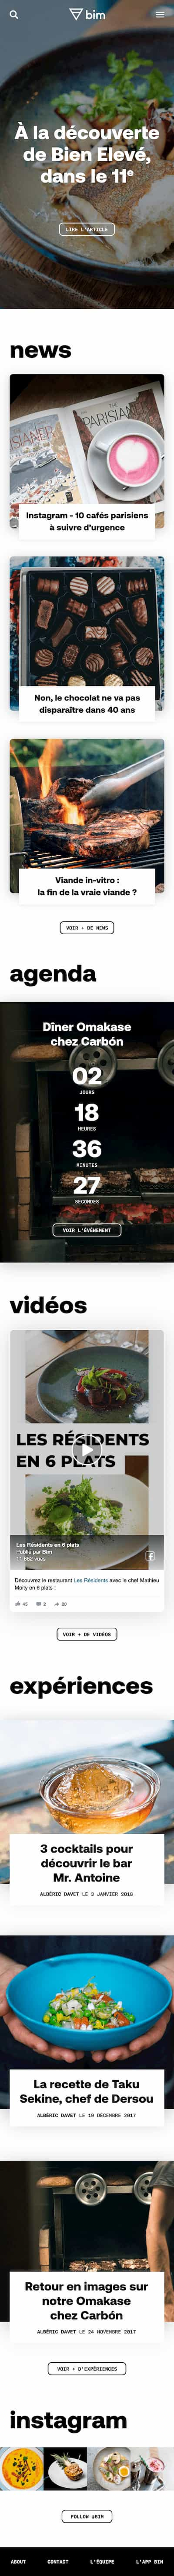 bim
À la découverte
de Bien Elevé,
dans le 11e
LIRE L'ARTICLE
news
PARISIAN
Instagram - 10 cafés parisiens
à suivre d'urgence
Non, le chocolat ne va pas
disparaître dans 40 ans
Viande in-vitro :
la fin de la vraie viande ?
VOIR + DE NEWS
agenda
Dîner Omakase
chez Carbón
02
JOURS
18
HEURES
36
MINUTES
27
SECONDES
VOIR L'ÉVÉNEMENT
vidéos
LES RÉSIDENTS
EN 6 PLATS
Les Résidents en 6 plats
Publié par Bim
11 662 vues
Découvrez le restaurant Les Résidents avec le chef Mathieu
Moity en 6 plats !
VOIR + DE VIDÉOS
expériences
3 cocktails pour
découvrir le bar
Mr. Antoine
ALBÉRIC DAVET LE 3 JANVIER 2018
La recette de Taku
Sekine, chef de Dersou
ALBÉRIC DAVET LE 19 DÉCEMBRE 2017
Retour en images sur
notre Omakase
chez Carbón
ALBÉRIC DAVET LE 24 NOVEMBRE 2017
VOIR + D'EXPÉRIENCES
instagram
FOLLOW @BIM
ABOUT CONTACT L'ÉQUIPE L'APP BIM